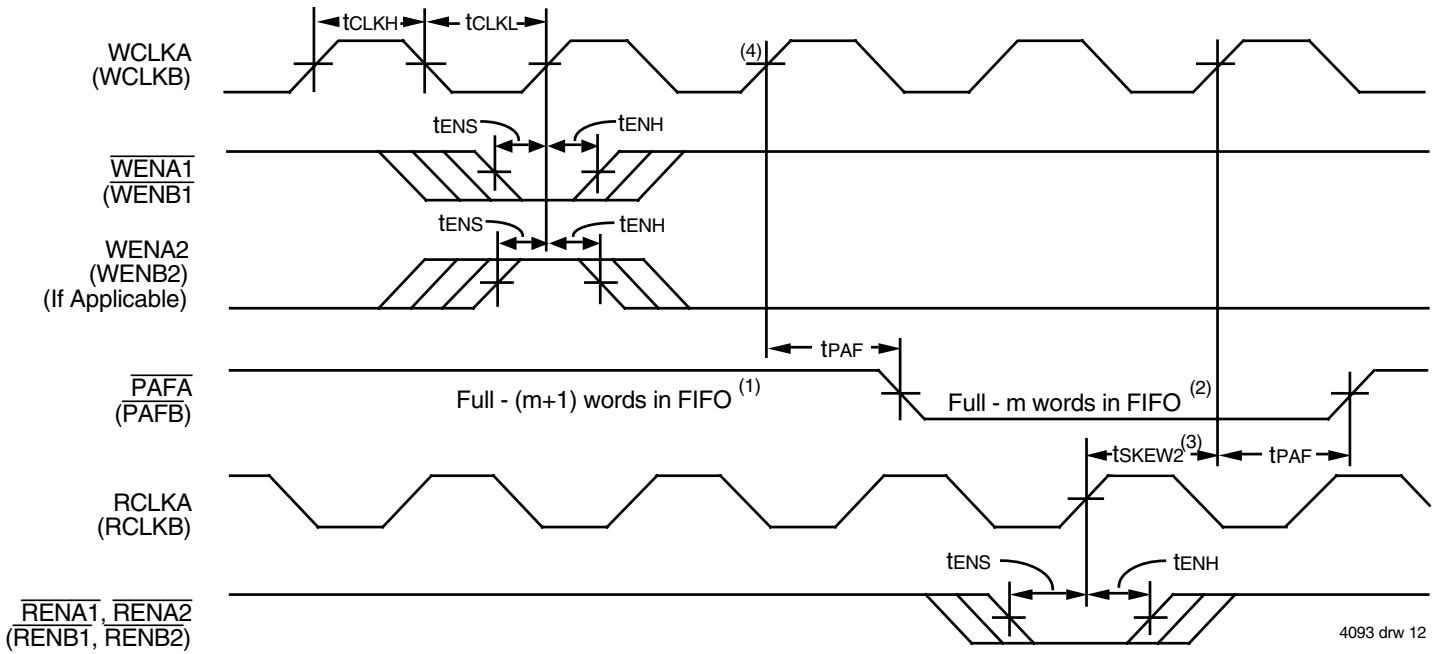 tCLKH
tCLKL
WCLKA
(WCLKB)
(4)
tENS
tENH
WENA1
(WENB1
tENS
tENH
WENA2
(WENB2)
(If Applicable)
tPAF
PAFA
(PAFB)
Full - (m+1) words in FIFO (1)
Full - m words in FIFO (2)
tSKEW2(3)
tPAF
RCLKA
(RCLKB)
tENS
tENH
RENA1, RENA2
(RENB1, RENB2)
4093 drw 12